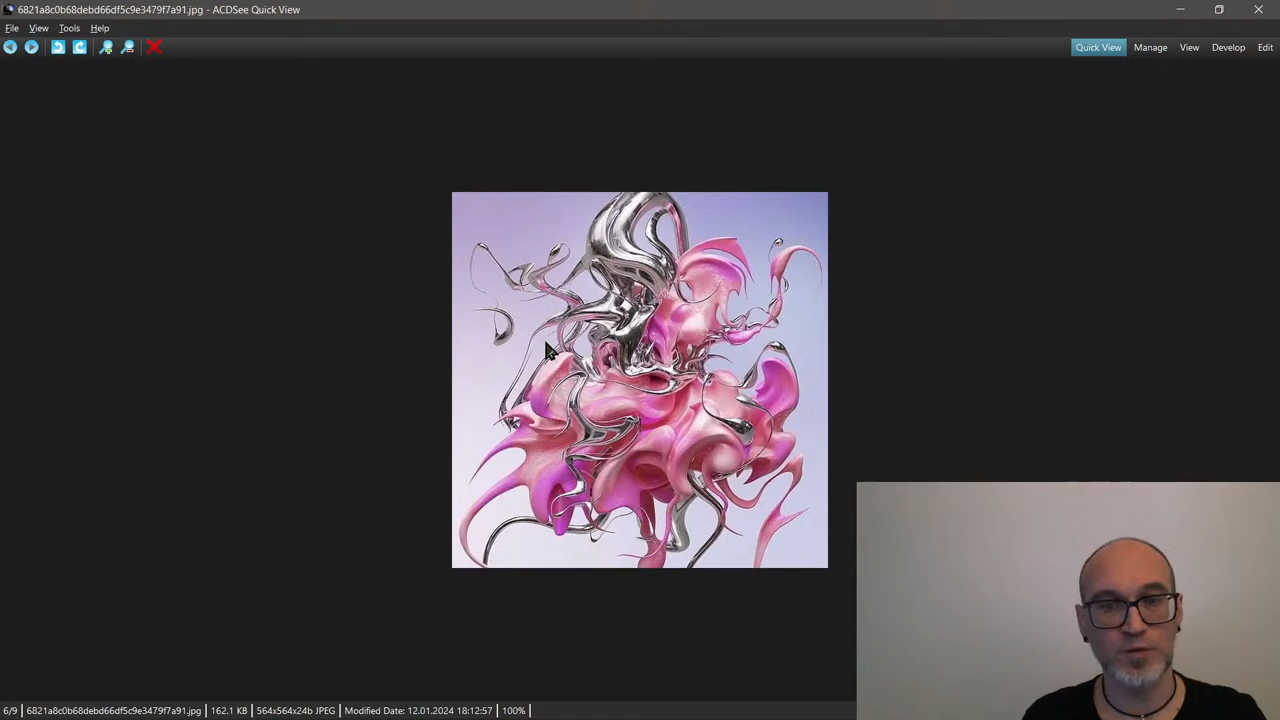 6821a8c0b68debd66df5c9e3479f7a91.jpg - ACDSee Quick View
File View Tools Help
Quick View Manage View Develop Edit
6/9 6821a8c0b68debd66df5c9e3479f7a91.jpg 162.1 KB 564x564x24b JPEG Modified Date: 12.01.2024 18:12:57 100%